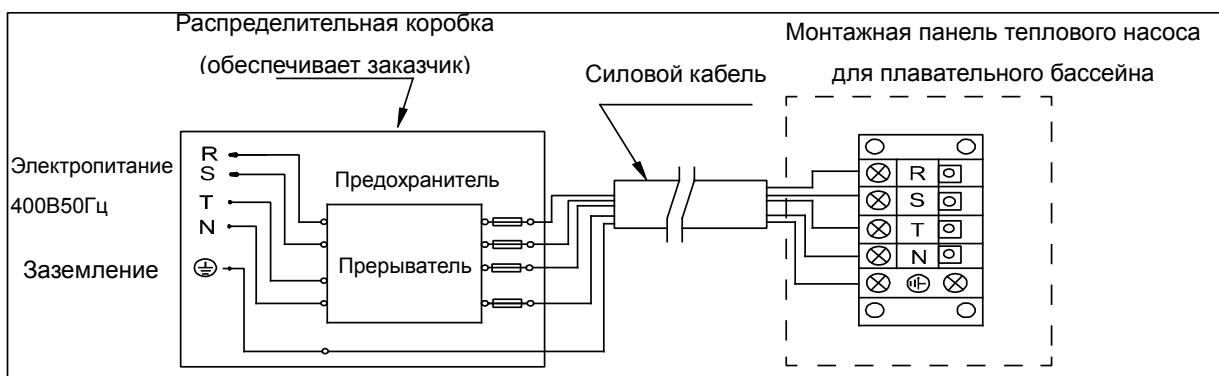 Распределительная коробка
(обеспечивает заказчик)
Силовой кабель
Монтажная панель теплового насоса
для плавательного бассейна
Электропитание
400В50Гц
Заземление
R
S
T
N
Предохранитель
Прерыватель
R
S
T
N